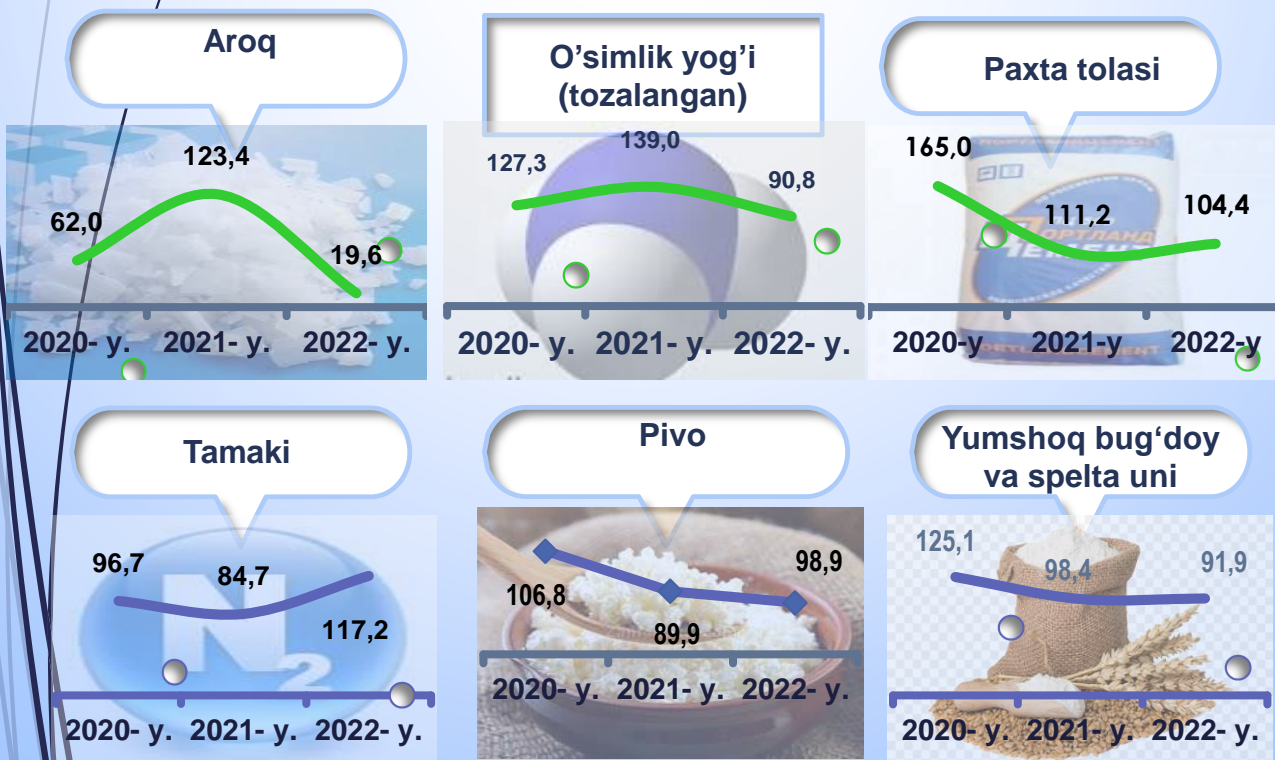 Aroq
O’simlik yog’i
(tozalangan)
Paxta tolasi
62,0
123,4
19,6
2020- y. 2021- y. 2022- y.
127,3
139,0
90,8
2020- y. 2021- y. 2022- y.
165,0
111,2
104,4
ПОРТЛАНД
ЦЕМЕНТ
2020-y 2021-y 2022-y
Tamaki
Pivo
Yumshoq bug‘doy
va spelta uni
96,7
84,7
117,2
N2
2020- y. 2021- y. 2022- y.
106,8
89,9
98,9
2020- y. 2021- y. 2022- y.
125,1
98,4
91,9
2020- y. 2021- y. 2022- y.